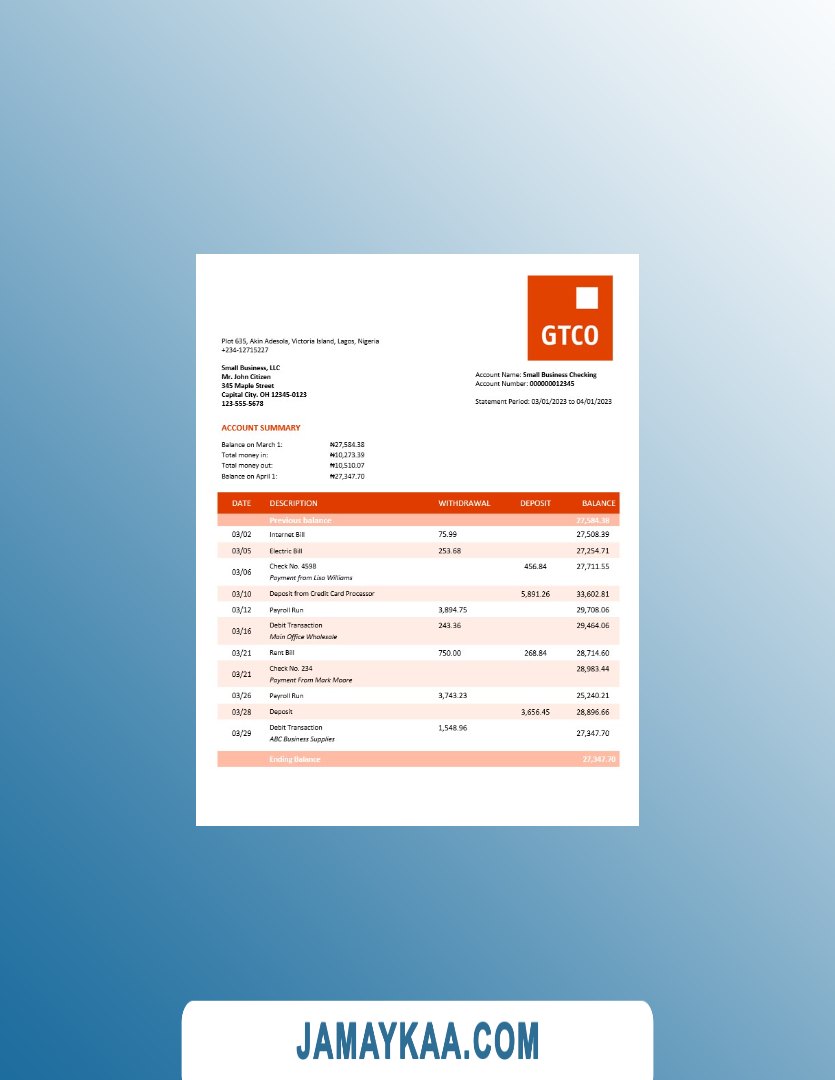 GTCO
Plot 635, Akin Adesola, Victoria Island, Lagos, Nigeria
+234-12715227
Small Business, LLC
Mr. John Citizen
345 Maple Street
Capital City. OH 12345-0123
123-555-5678
Account Name: Small Business Checking
Account Number: 000000012345
Statement Period: 03/01/2023 to 04/01/2023
ACCOUNT SUMMARY
Balance on March 1: ₦27,584.38
Total money in: ₦10,273.39
Total money out: ₦10,510.07
Balance on April 1: ₦27,347.70
DATE DESCRIPTION WITHDRAWAL DEPOSIT BALANCE
Previous balance 27,584.38
03/02 Internet Bill 75.99 27,508.39
03/05 Electric Bill 253.68 27,254.71
03/06 Check No. 4598 456.84 27,711.55
Payment from Liso Williams
03/10 Deposit from Credit Card Processor 5,891.26 33,602.81
03/12 Payroll Run 3,894.75 29,708.06
03/16 Debit Transaction 243.36 29,464.06
Main Office Wholesale
03/21 Rent Bill 750.00 268.84 28,714.60
03/21 Check No. 234 28,983.44
Payment From Mark Moore
03/26 Payroll Run 3,743.23 25,240.21
03/28 Deposit 3,656.45 28,896.66
03/29 Debit Transaction 1,548.96 27,347.70
ABC Business Supplies
Ending Balance 27,347.70
JAMAYKAA.COM